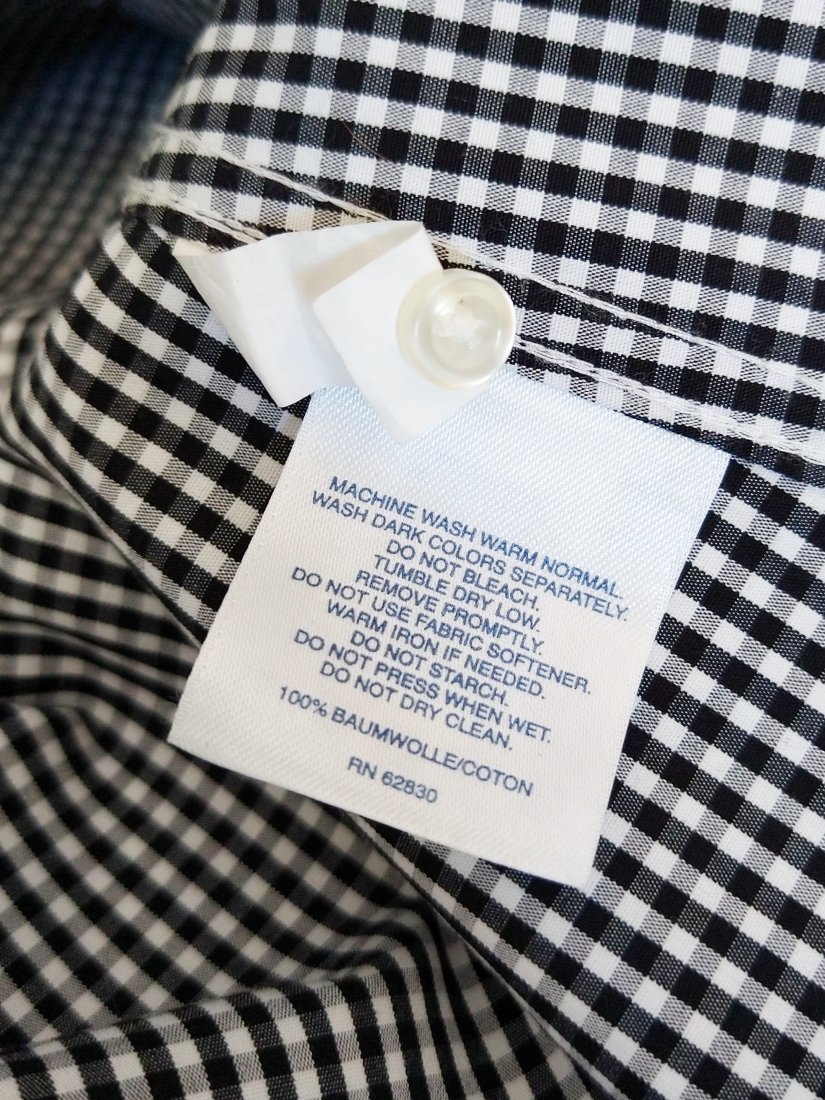 MACHINE WASH WARM NORMAL.
WASH DARK COLORS SEPARATELY.
DO NOT BLEACH.
TUMBLE DRY LOW.
REMOVE PROMPTLY.
DO NOT USE FABRIC SOFTENER.
WARM IRON IF NEEDED.
DO NOT STARCH.
DO NOT PRESS WHEN WET.
DO NOT DRY CLEAN.
100% BAUMWOLLE/COTON
RN 62830